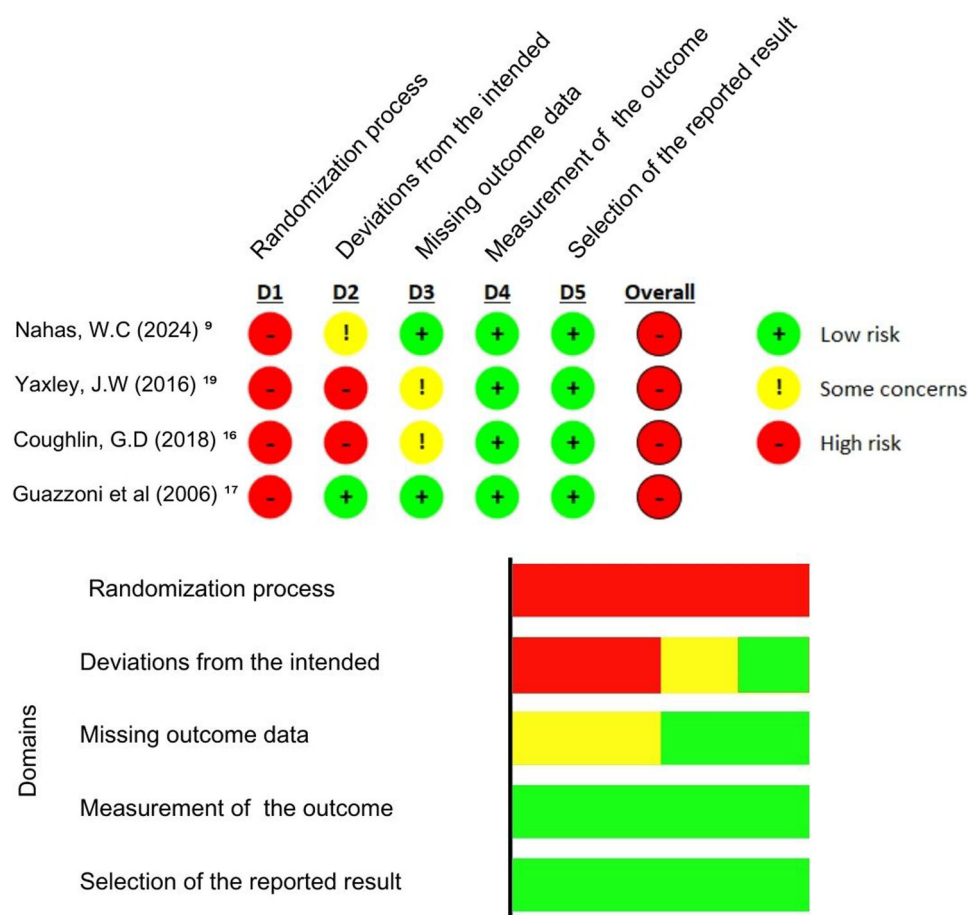 Randomization process
Deviations from the intended
Missing outcome data
Measurement of the outcome
Selection of the reported result
D1 D2 D3 D4 D5 Overall
Nahas, W.C (2024) ⁹ - ! + + + - + Low risk
Yaxley, J.W (2016) ¹⁹ - - ! + + - ! Some concerns
Coughlin, G.D (2018) ¹⁶ - - ! + + - - High risk
Guazzoni et al (2006) ¹⁷ - + + + + -
Domains
Randomization process
Deviations from the intended
Missing outcome data
Measurement of the outcome
Selection of the reported result